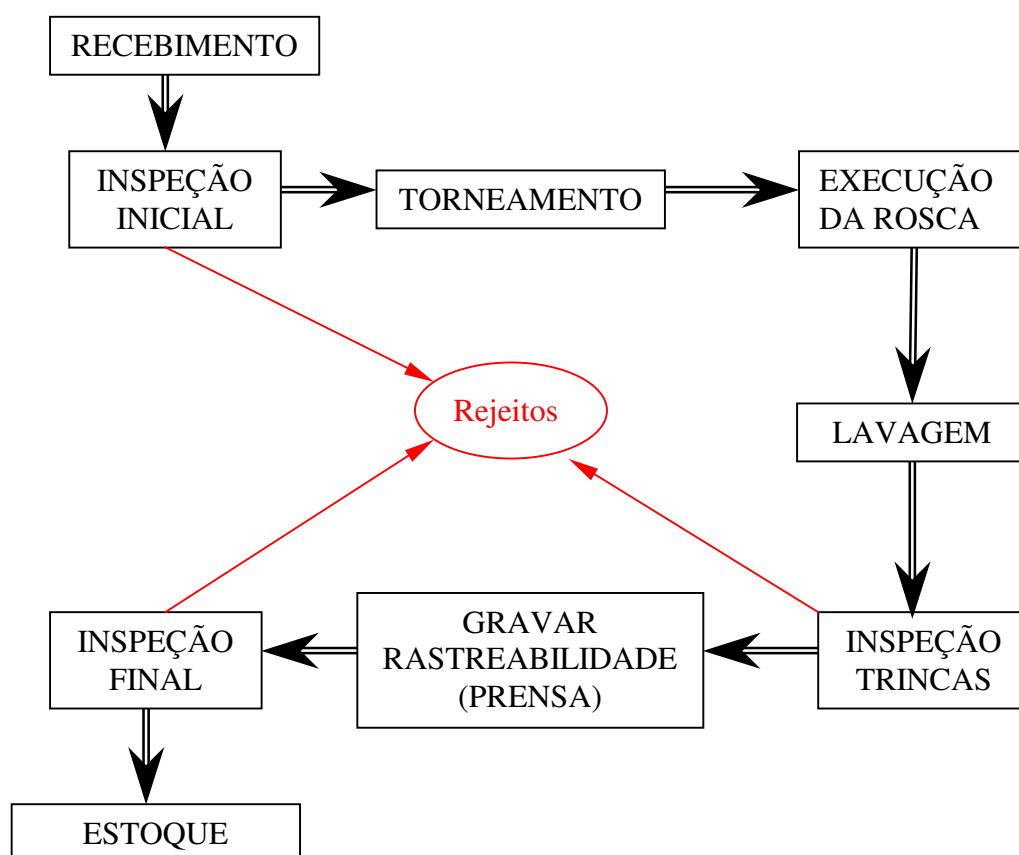 RECEBIMENTO
INSPEÇÃO
INICIAL
TORNEAMENTO
EXECUÇÃO
DA ROSCA
Rejeitos
LAVAGEM
INSPEÇÃO
FINAL
GRAVAR
RASTREABILIDADE
(PRENSA)
INSPEÇÃO
TRINCAS
ESTOQUE